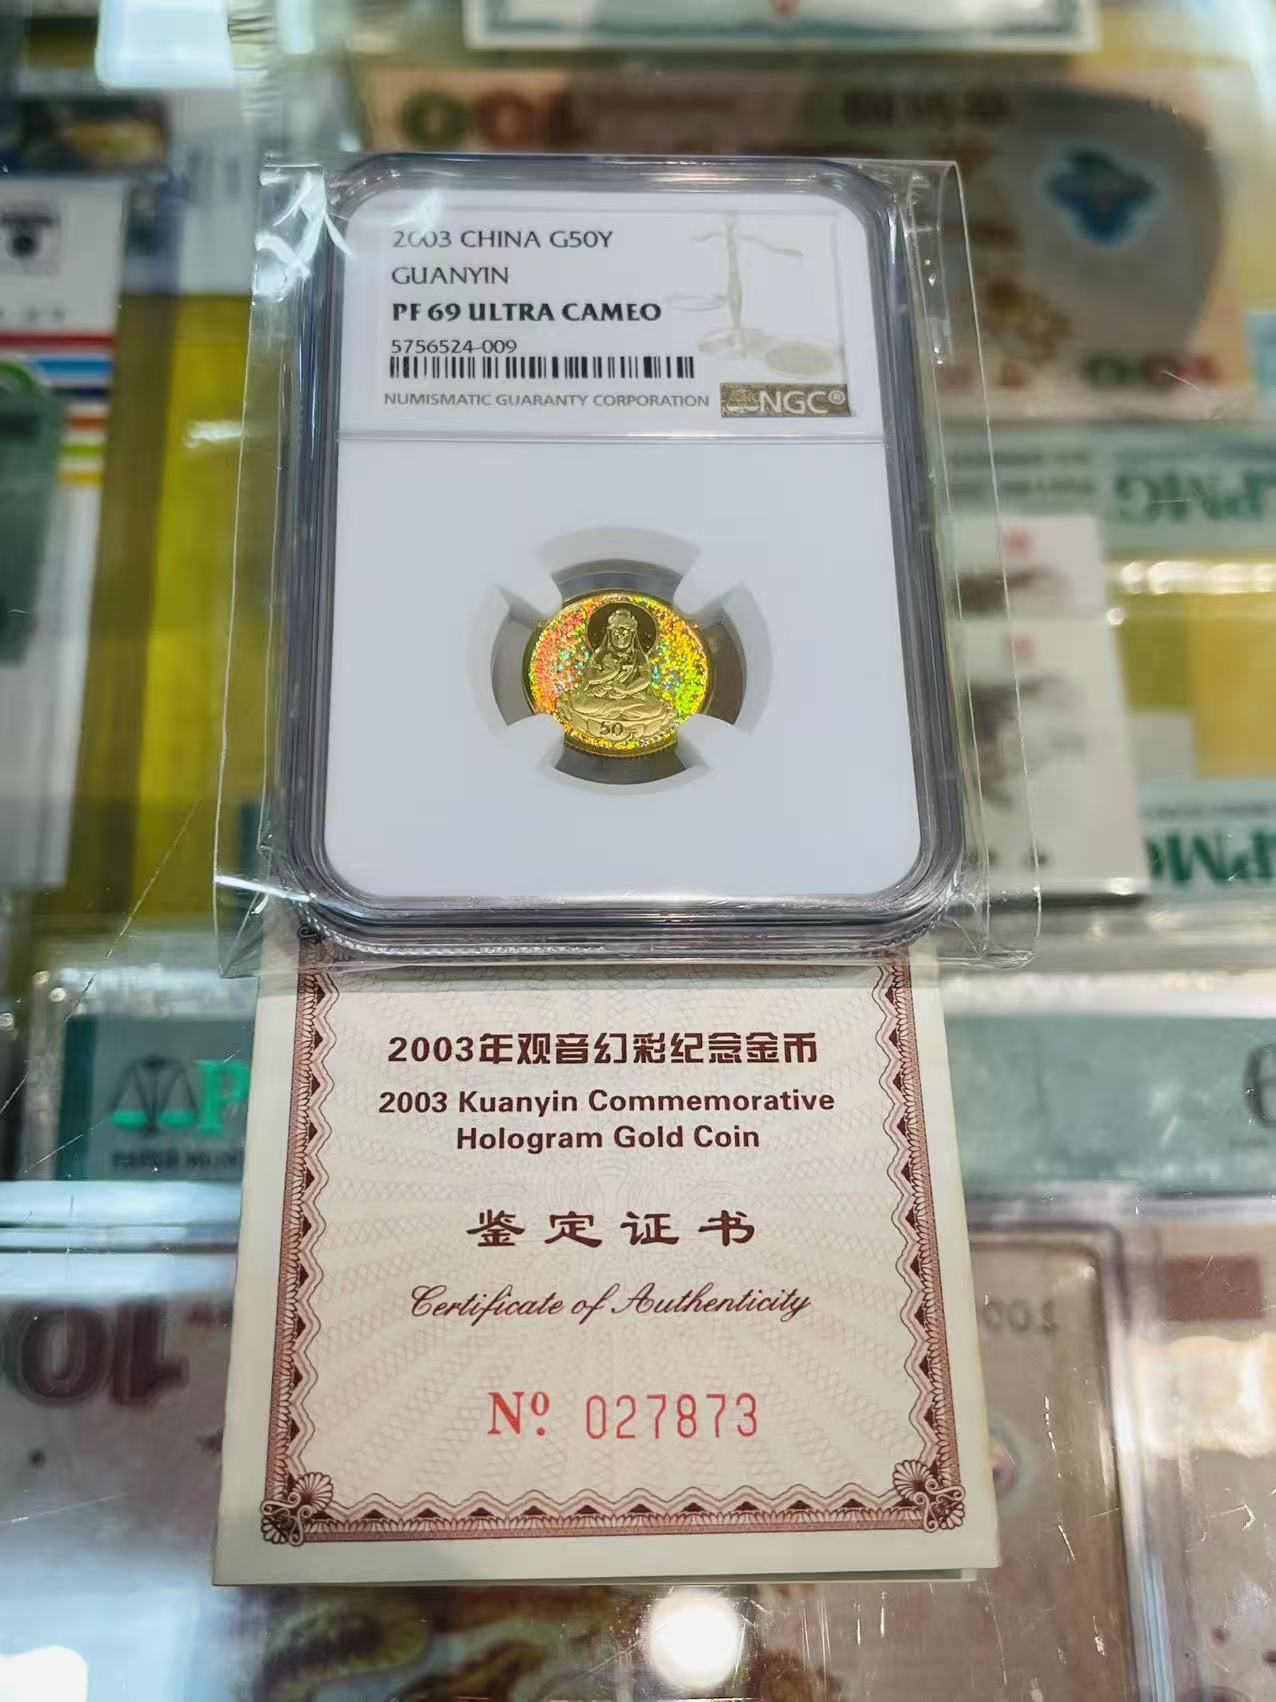 2003 CHINA G50Y
GUANYIN
PF 69 ULTRA CAMEO
5756524-009
NUMISMATIC GUARANTY CORPORATION
NGC®
50元
2003年观音幻彩纪念金币
2003 Kuanyin Commemorative
Hologram Gold Coin
鉴定证书
Certificate of Authenticity
Nº 027873
100
PMG